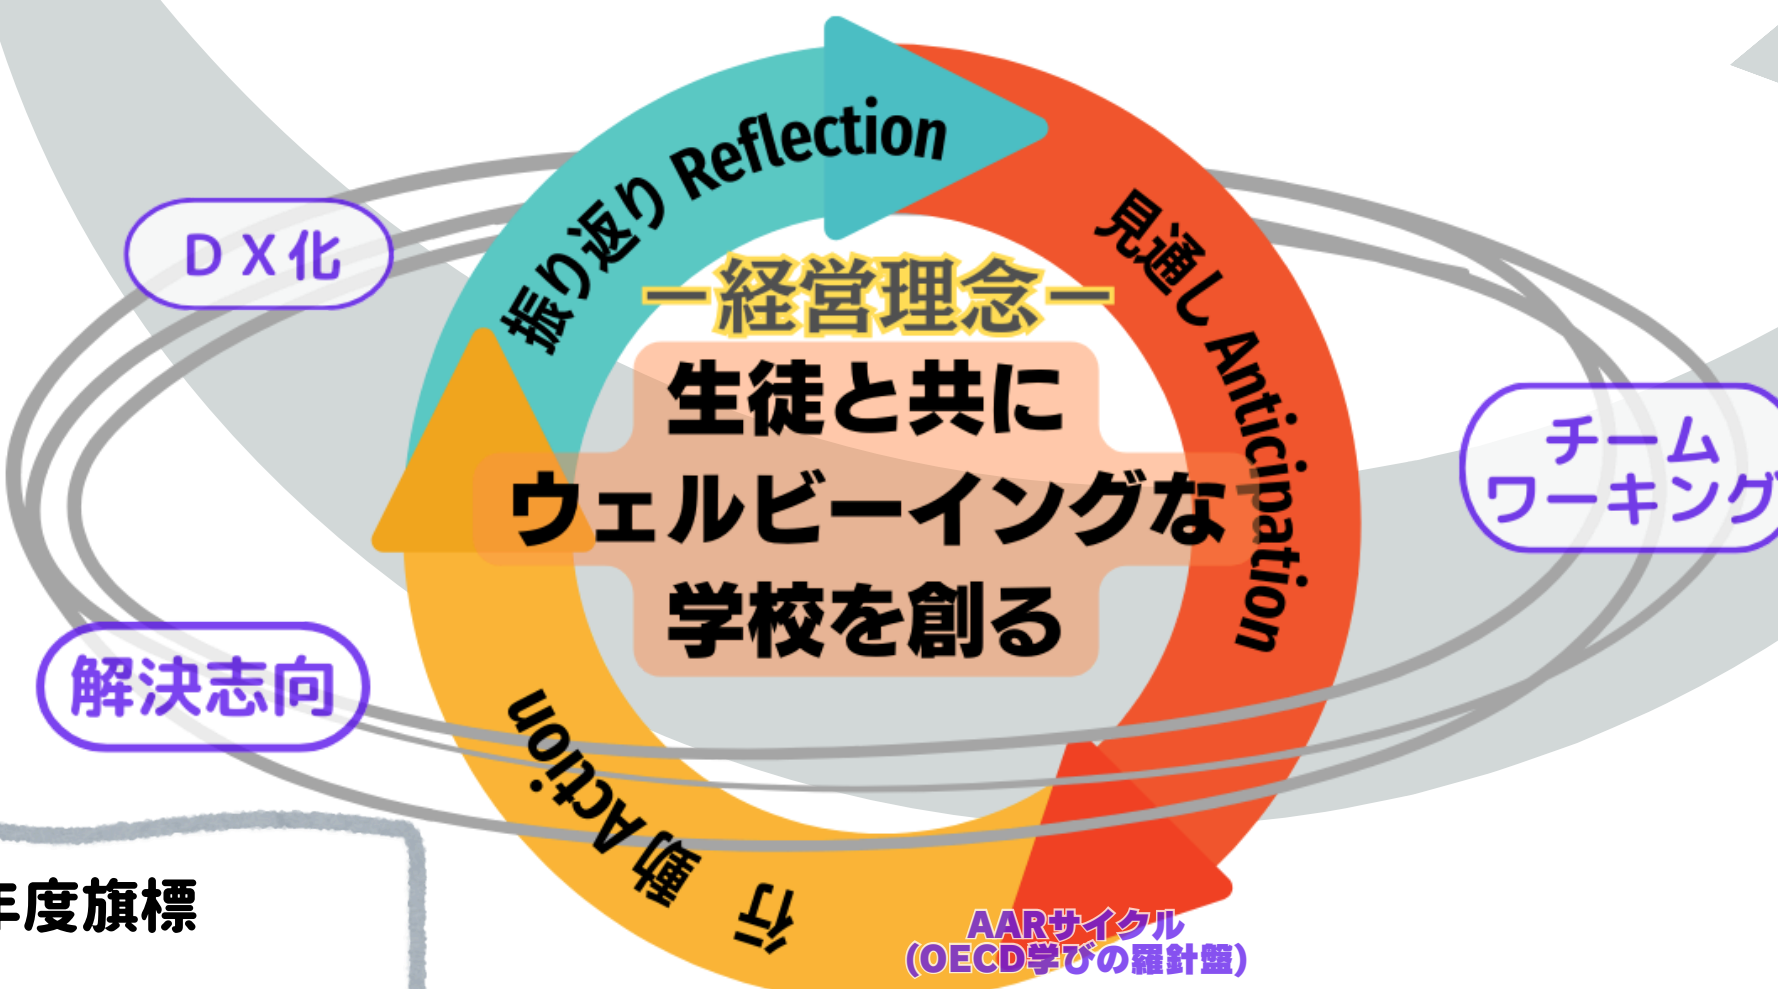 振り返り Reflection
見通し Anticipation
ＤＸ化
ー経営理念ー
生徒と共に
ウェルビーイングな
学校を創る
チーム
ワーキング
解決志向
行 動 Action
年度旗標
AARサイクル
(OECD学びの羅針盤)